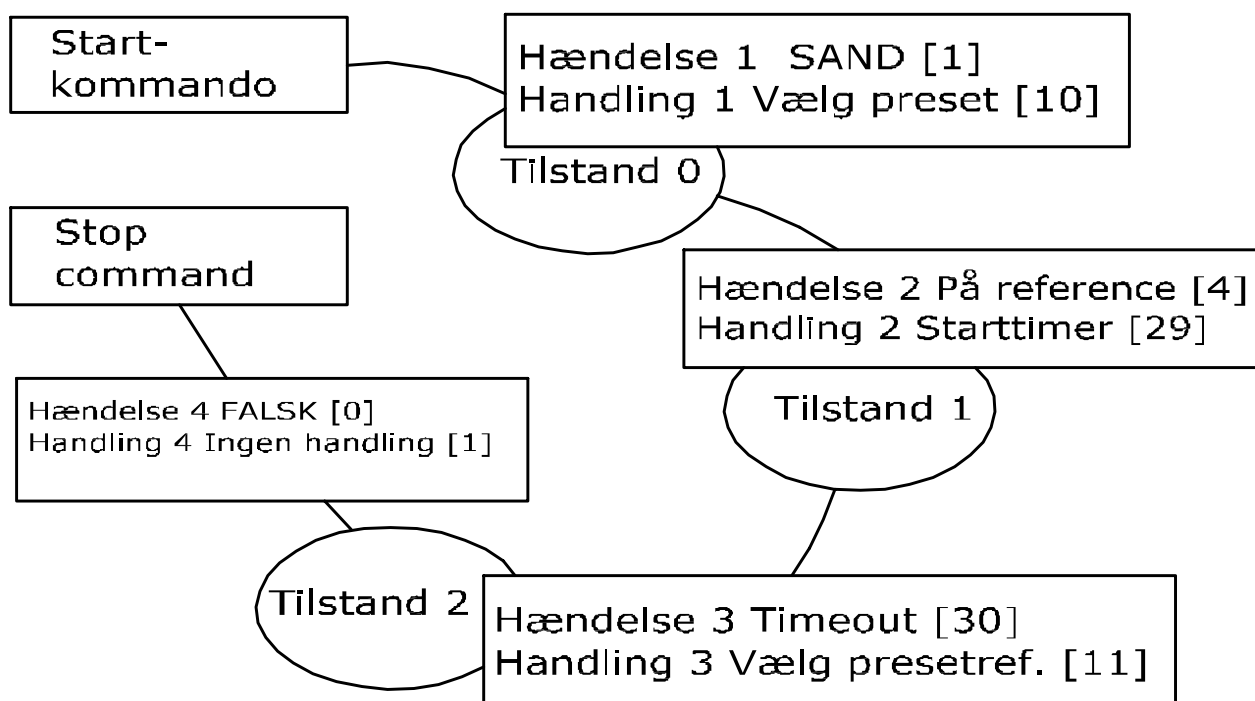 Start-
kommando
Hændelse 1 SAND [1]
Handling 1 Vælg preset [10]
Tilstand 0
Stop
command
Hændelse 2 På reference [4]
Handling 2 Starttimer [29]
Tilstand 1
Hændelse 4 FALSK [0]
Handling 4 Ingen handling [1]
Tilstand 2
Hændelse 3 Timeout [30]
Handling 3 Vælg presetref. [11]